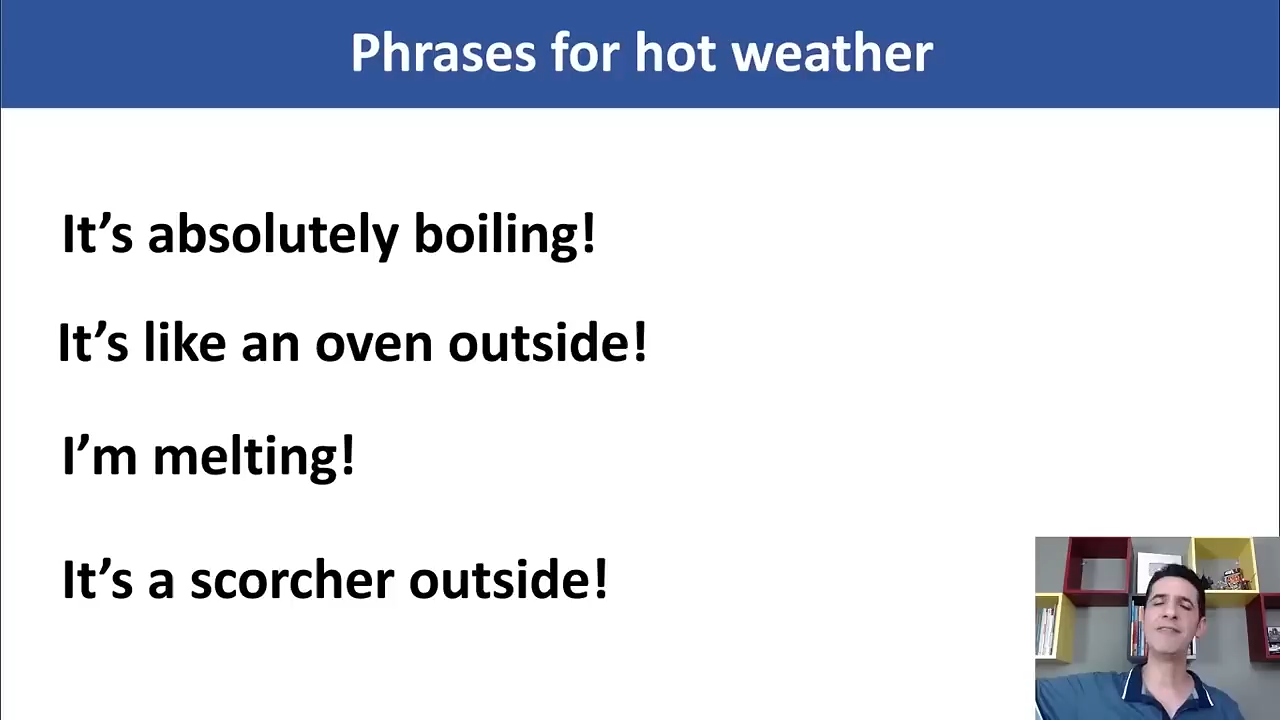 Phrases for hot weather
It’s absolutely boiling!
It’s like an oven outside!
I’m melting!
It’s a scorcher outside!